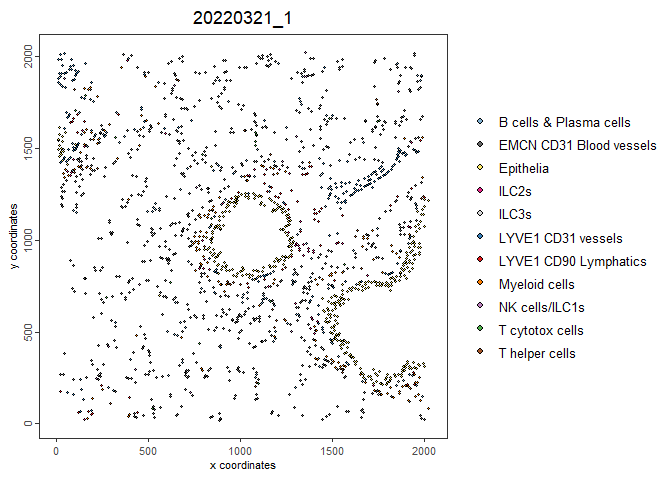 20220321_1
2000
1500
1000
500
0
y coordinates
0 500 1000 1500 2000
x coordinates
B cells & Plasma cells
EMCN CD31 Blood vessels
Epithelia
ILC2s
ILC3s
LYVE1 CD31 vessels
LYVE1 CD90 Lymphatics
Myeloid cells
NK cells/ILC1s
T cytotox cells
T helper cells